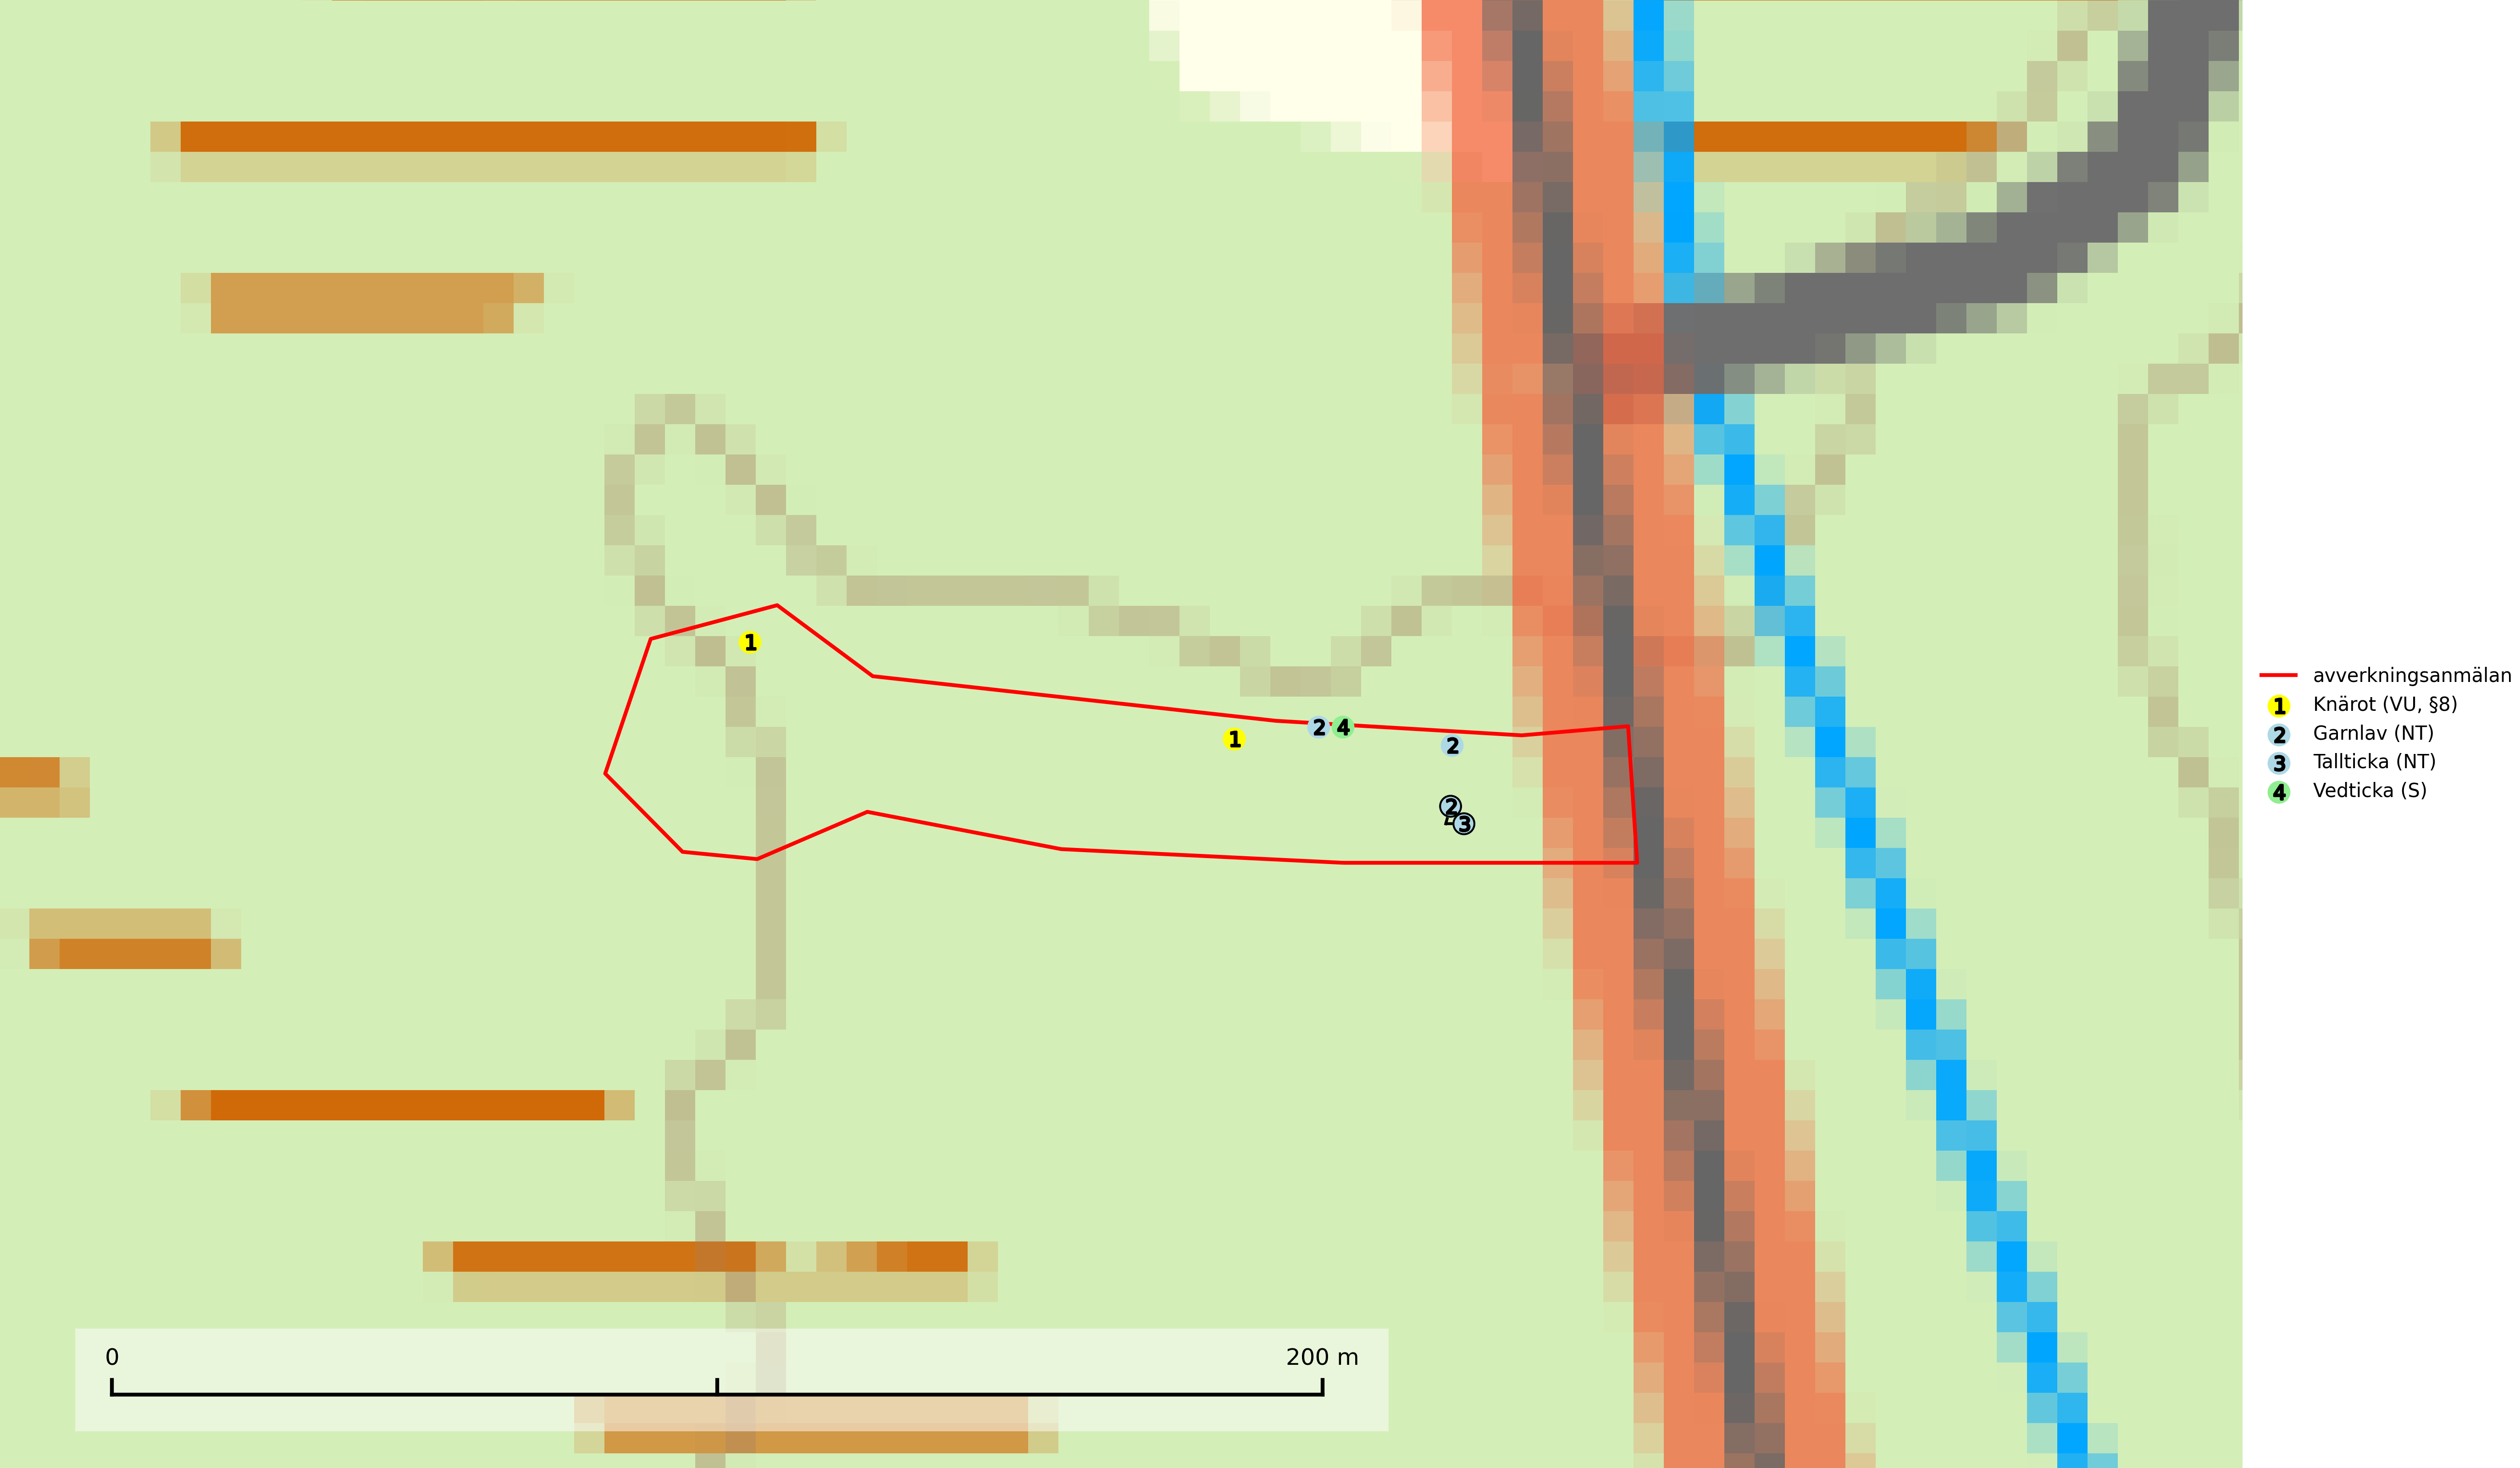 1
1
2 4
2
2
3
avverkningsanmälan
1 Knärot (VU, §8)
2 Garnlav (NT)
3 Tallticka (NT)
4 Vedticka (S)
0 200 m